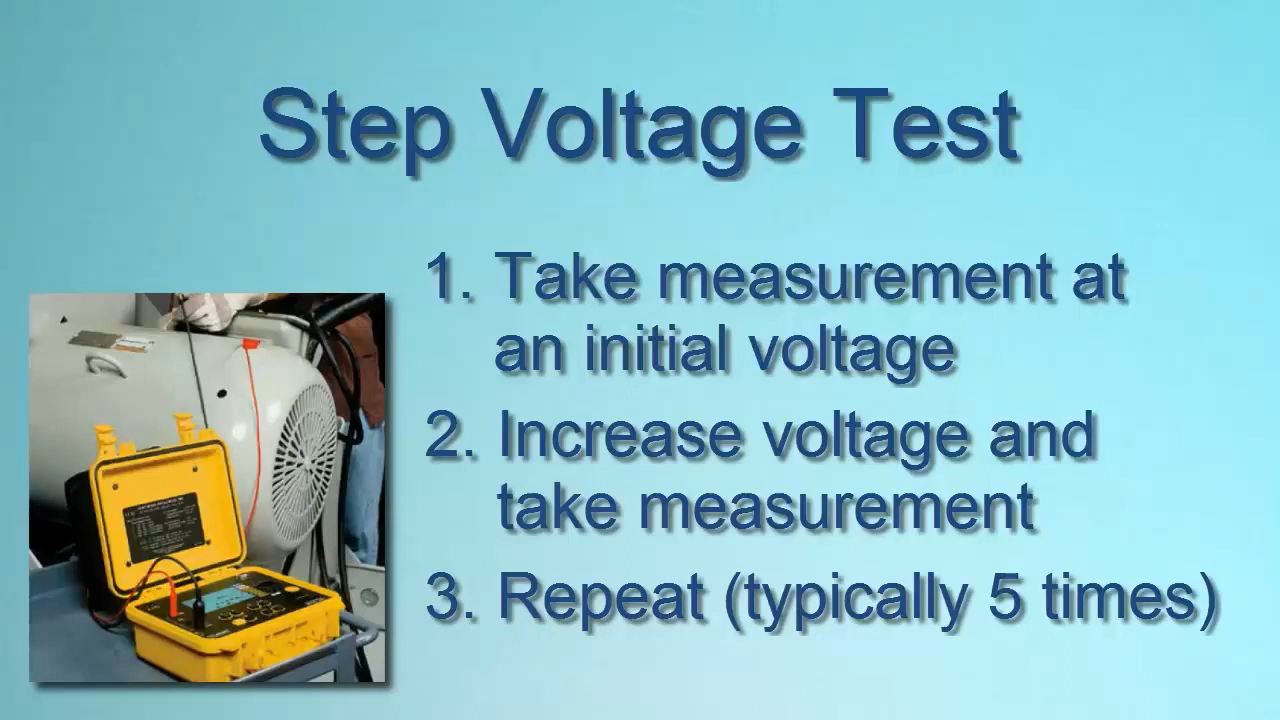 Step Voltage Test
1. Take measurement at
an initial voltage
2. Increase voltage and
take measurement
3. Repeat (typically 5 times)